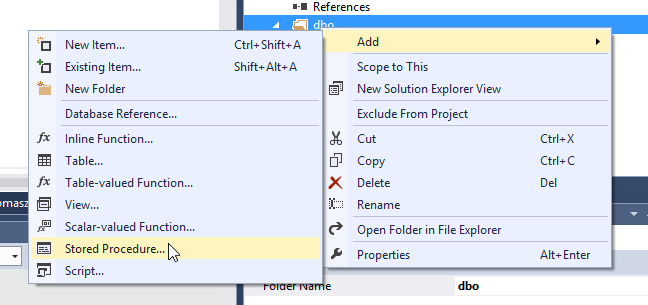 References
dbo
Add
Scope to This
New Solution Explorer View
Exclude From Project
Cut Ctrl+X
Copy Ctrl+C
Delete Del
Rename
Open Folder in File Explorer
Properties Alt+Enter
New Item... Ctrl+Shift+A
Existing Item... Shift+Alt+A
New Folder
Database Reference...
Inline Function...
Table...
Table-valued Function...
View...
Scalar-valued Function...
Stored Procedure...
Script...
omasz
Folder Name dbo